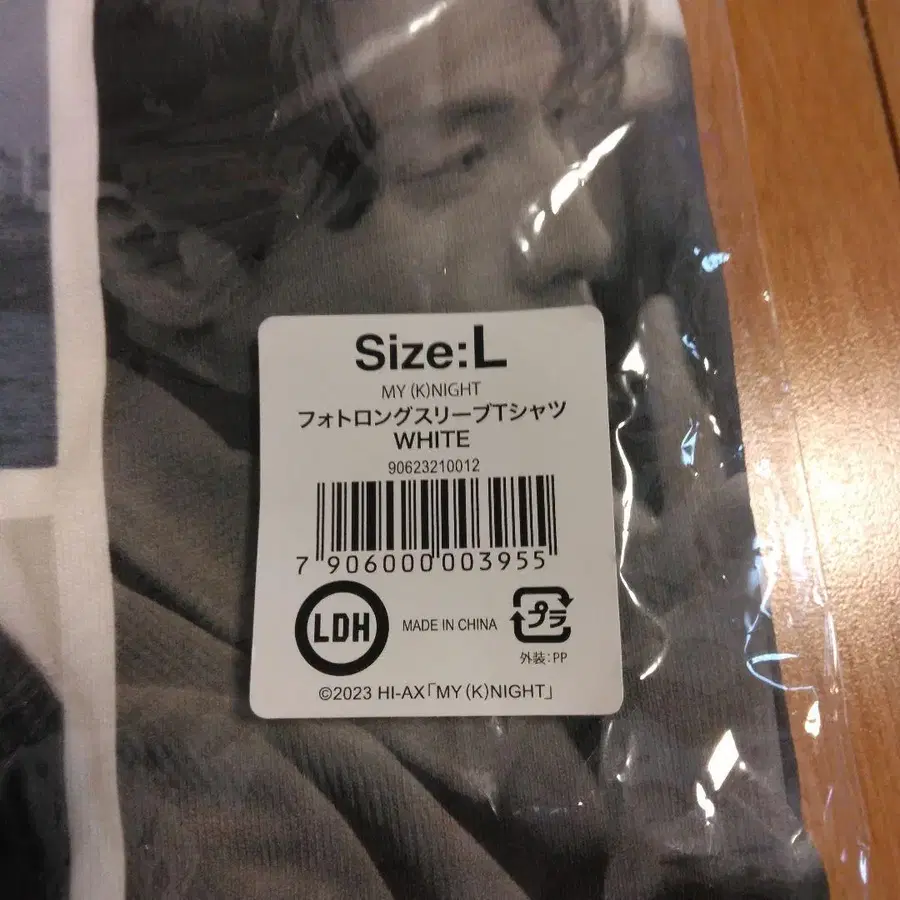 Size:L
MY (K)NIGHT
フォトロングスリーブTシャツ
WHITE
90623210012
7 906000 003955
LDH
MADE IN CHINA
プラ
外装:PP
©2023 HI-AX「MY (K)NIGHT」